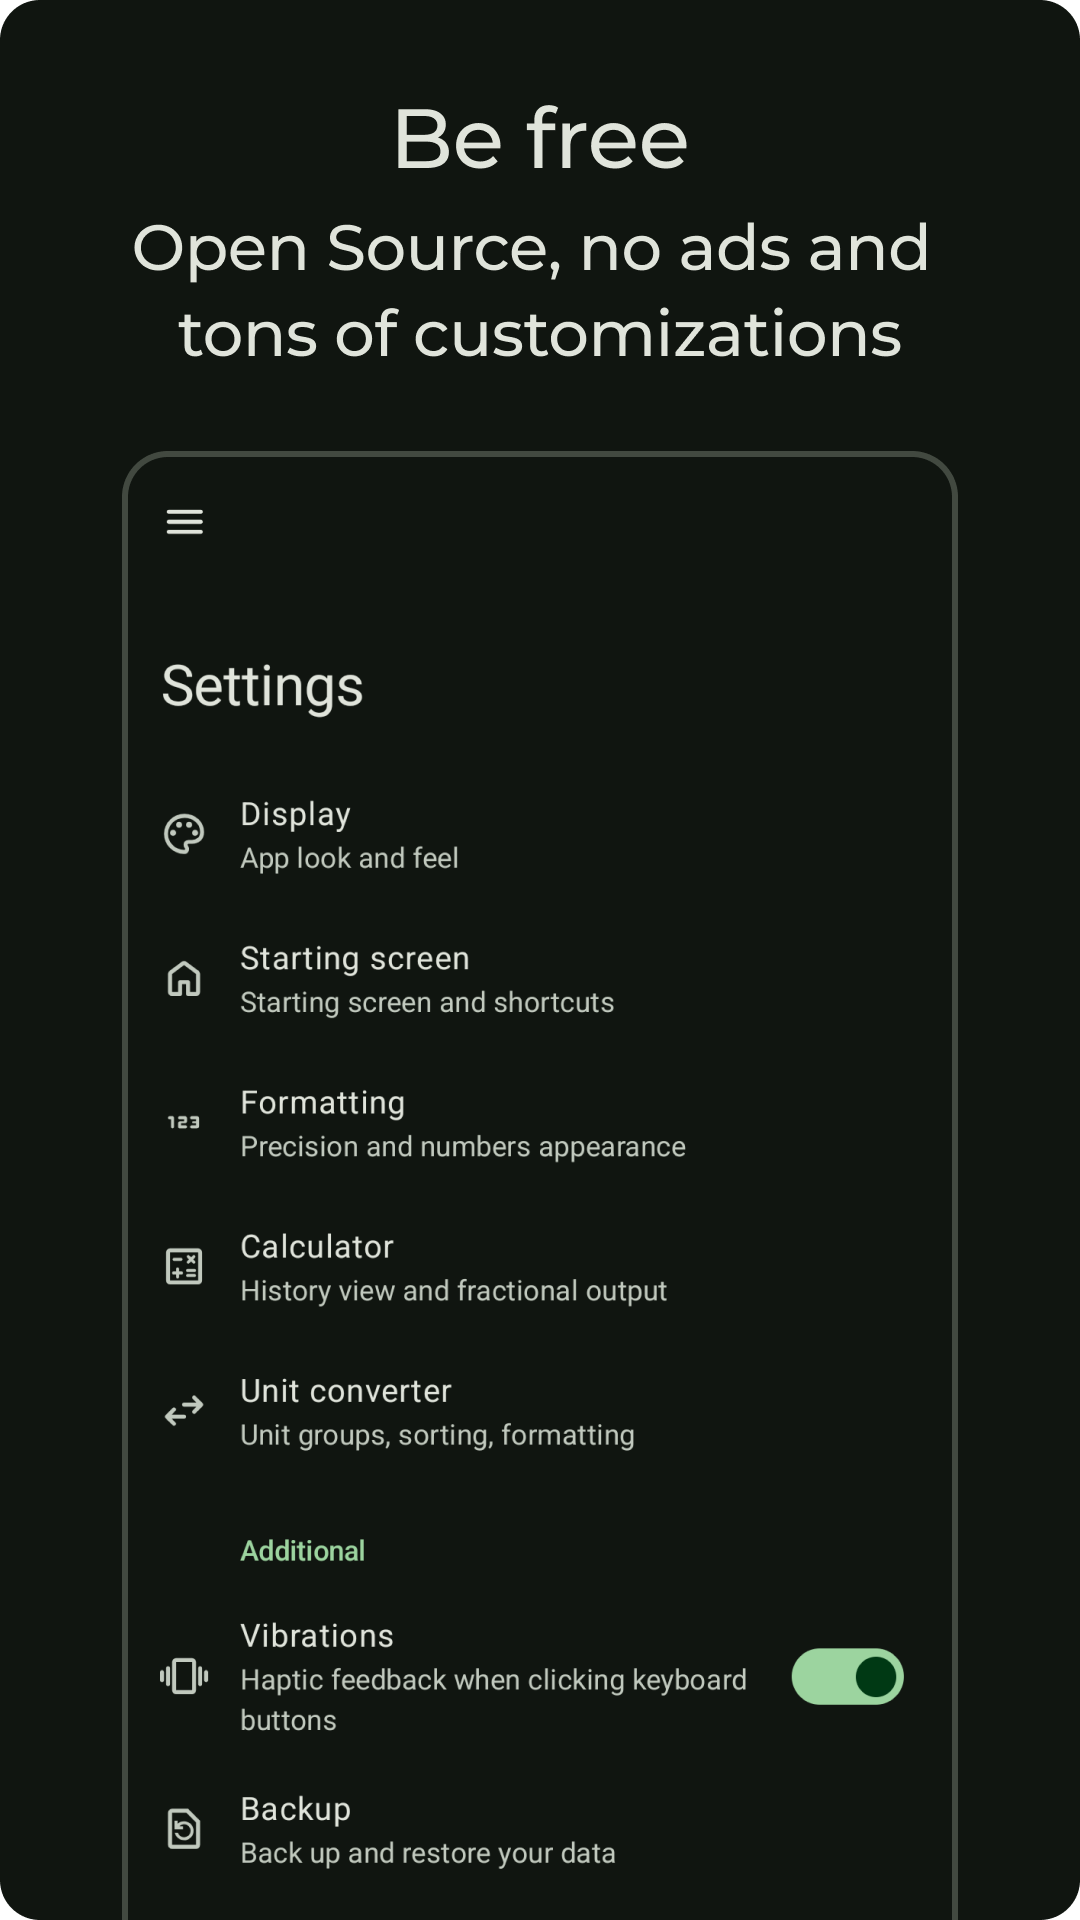 Be free
Open Source, no ads and
tons of customizations
Settings
Display
App look and feel
Starting screen
Starting screen and shortcuts
123
Formatting
Precision and numbers appearance
Calculator
History view and fractional output
Unit converter
Unit groups, sorting, formatting
Additional
Vibrations
Haptic feedback when clicking keyboard
buttons
Backup
Back up and restore your data